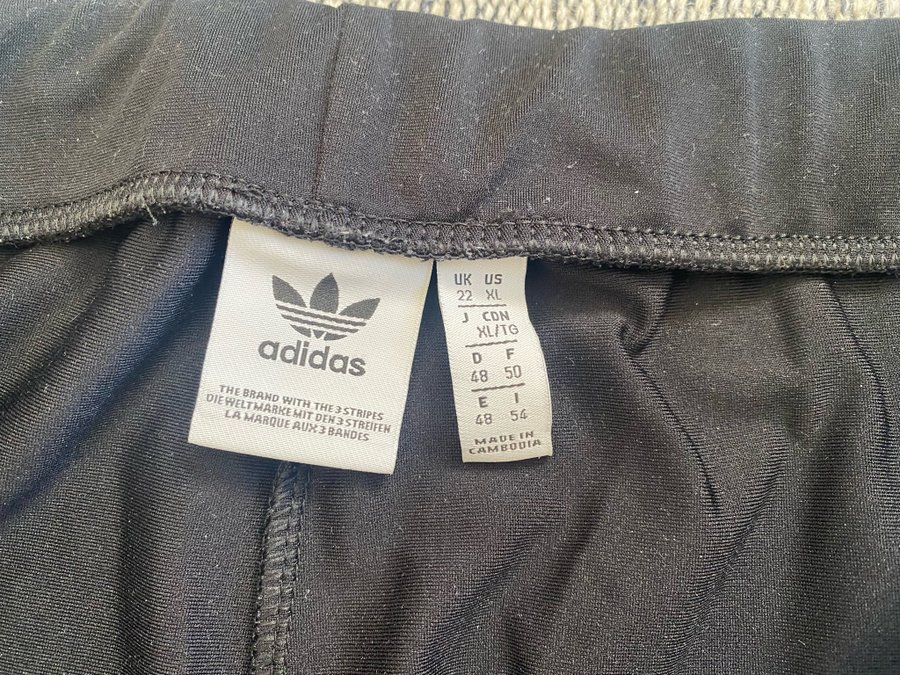 adidas
THE BRAND WITH THE 3 STRIPES
DIE WELTMARKE MIT DEN 3 STREIFEN
LA MARQUE AUX 3 BANDES
UK US
22 XL
J CDN
XL/TG
D F
48 50
E I
48 54
MADE IN
CAMBODIA